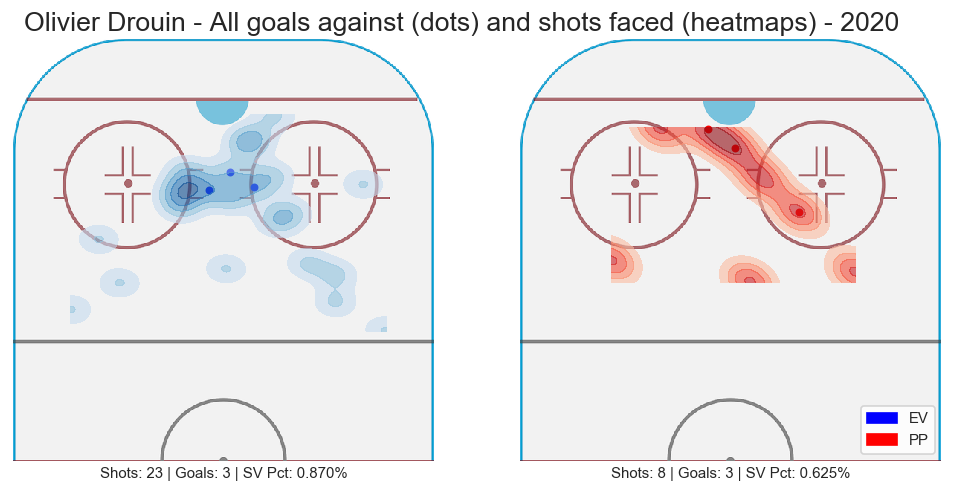 Olivier Drouin - All goals against (dots) and shots faced (heatmaps) - 2020
EV
PP
Shots: 23 | Goals: 3 | SV Pct: 0.870%
Shots: 8 | Goals: 3 | SV Pct: 0.625%